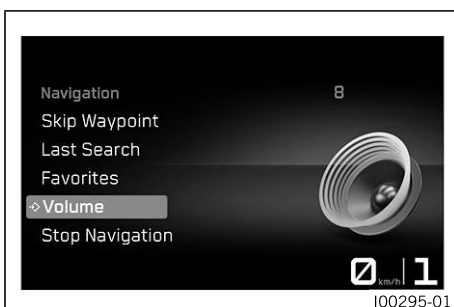 Navigation 8
Skip Waypoint
Last Search
Favorites
Volume
Stop Navigation
0 km/h 1
I00295-01